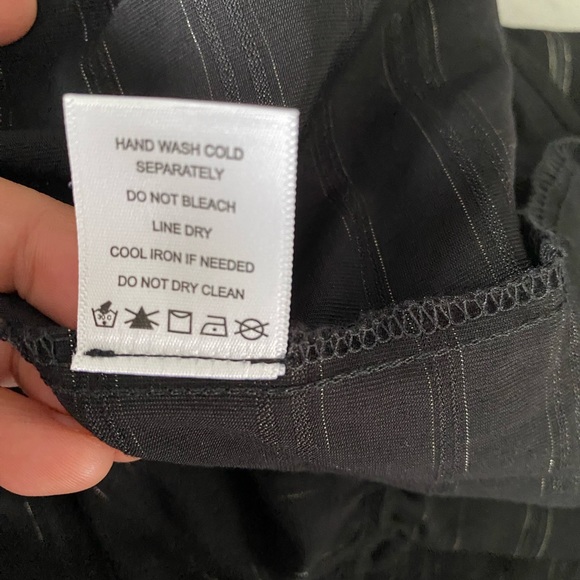 HAND WASH COLD
SEPARATELY
DO NOT BLEACH
LINE DRY
COOL IRON IF NEEDED
DO NOT DRY CLEAN